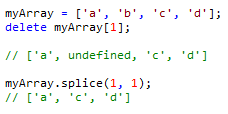 myArray = ['a', 'b', 'c', 'd'];
delete myArray[1];
// ['a', undefined, 'c', 'd']
myArray.splice(1, 1);
// ['a', 'c', 'd']